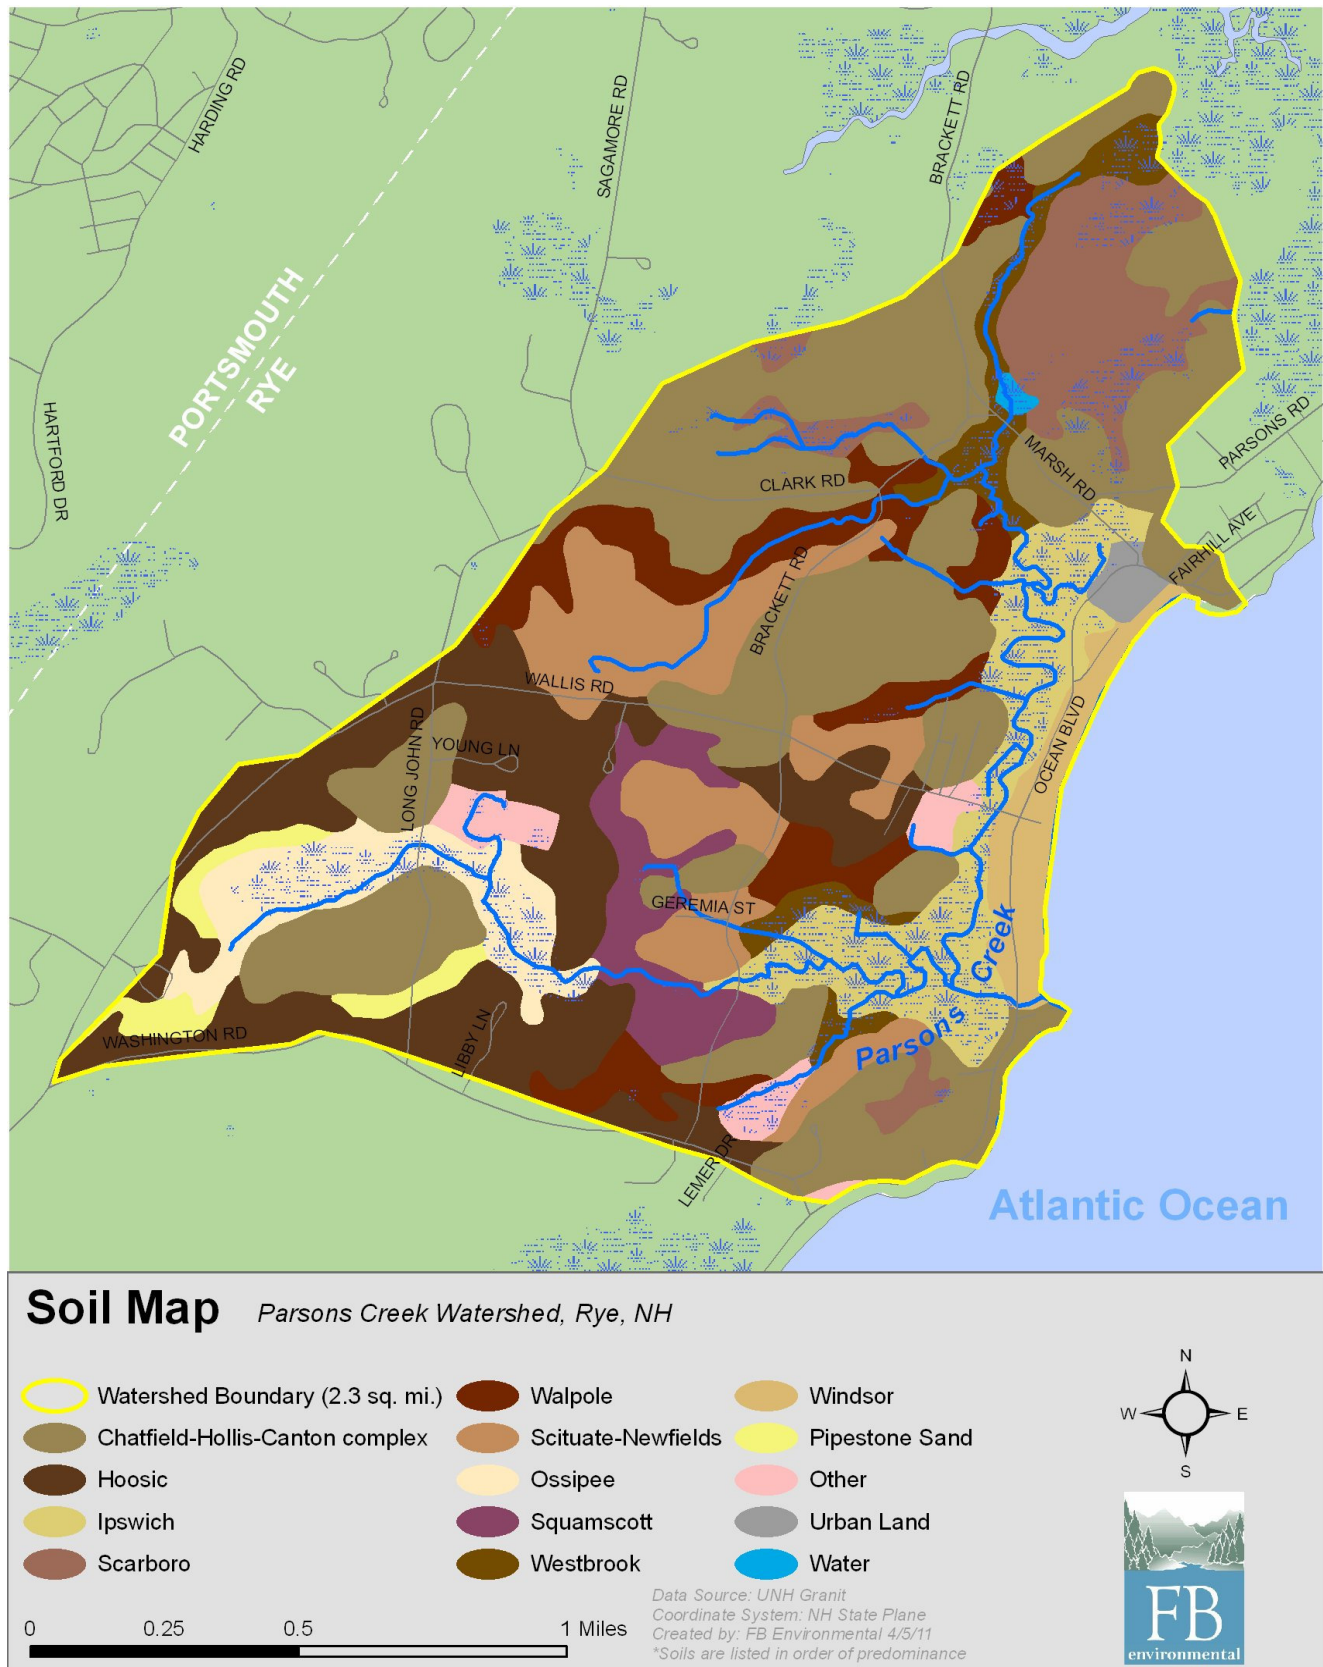 HARDING RD
SAGAMORE RD
BRACKETT RD
PORTSMOUTH
RYE
HARTFORD DR
PARSONS RD
MARSH RD
CLARK RD
FAIRHILL AVE
BRACKETT RD
WALLIS RD
LONG JOHN RD
YOUNG LN
OCEAN BLVD
GEREMIA ST
Parsons Creek
WASHINGTON RD
LIBBY LN
LEMER DR
Atlantic Ocean
Soil Map
Parsons Creek Watershed, Rye, NH
Watershed Boundary (2.3 sq. mi.)
Chatfield-Hollis-Canton complex
Hoosic
Ipswich
Scarboro
Walpole
Scituate-Newfields
Ossipee
Squamscott
Westbrook
Windsor
Pipestone Sand
Other
Urban Land
Water
N
W
E
S
0 0.25 0.5 1 Miles
Data Source: UNH Granit
Coordinate System: NH State Plane
Created by: FB Environmental 4/5/11
*Soils are listed in order of predominance
FB
environmental